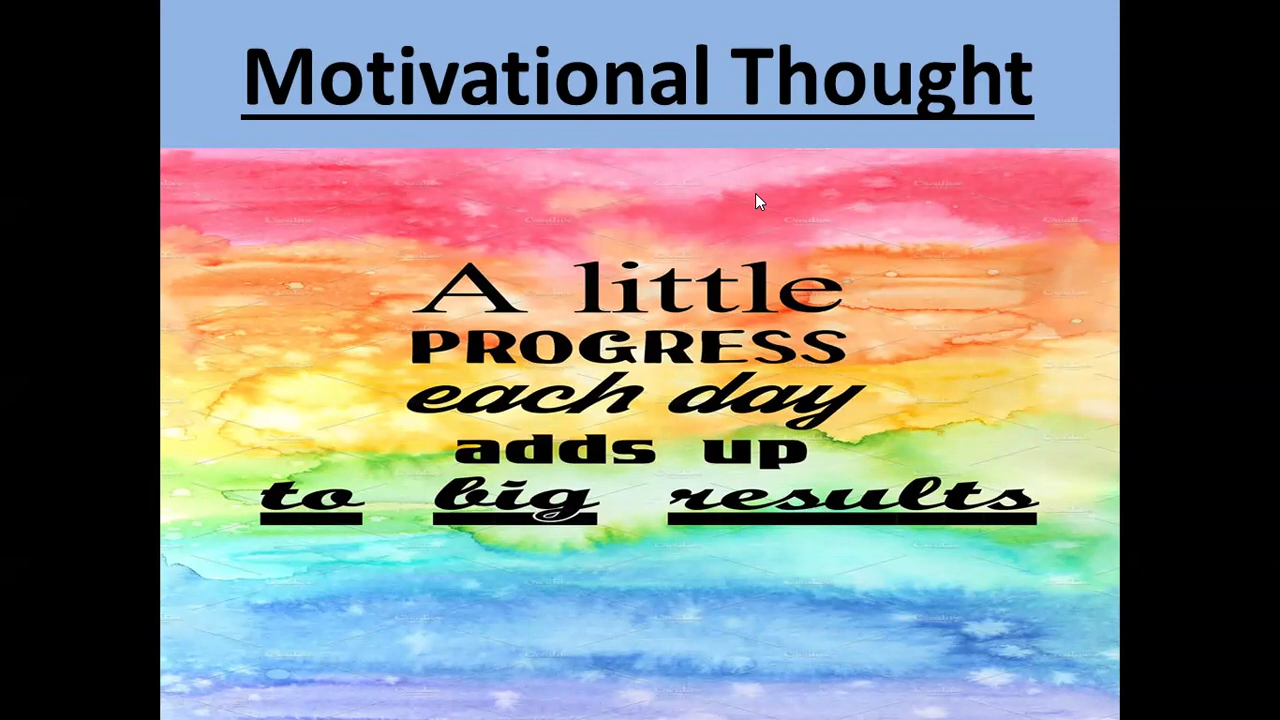 Motivational Thought
A little
PROGRESS
each day
adds up
to big results